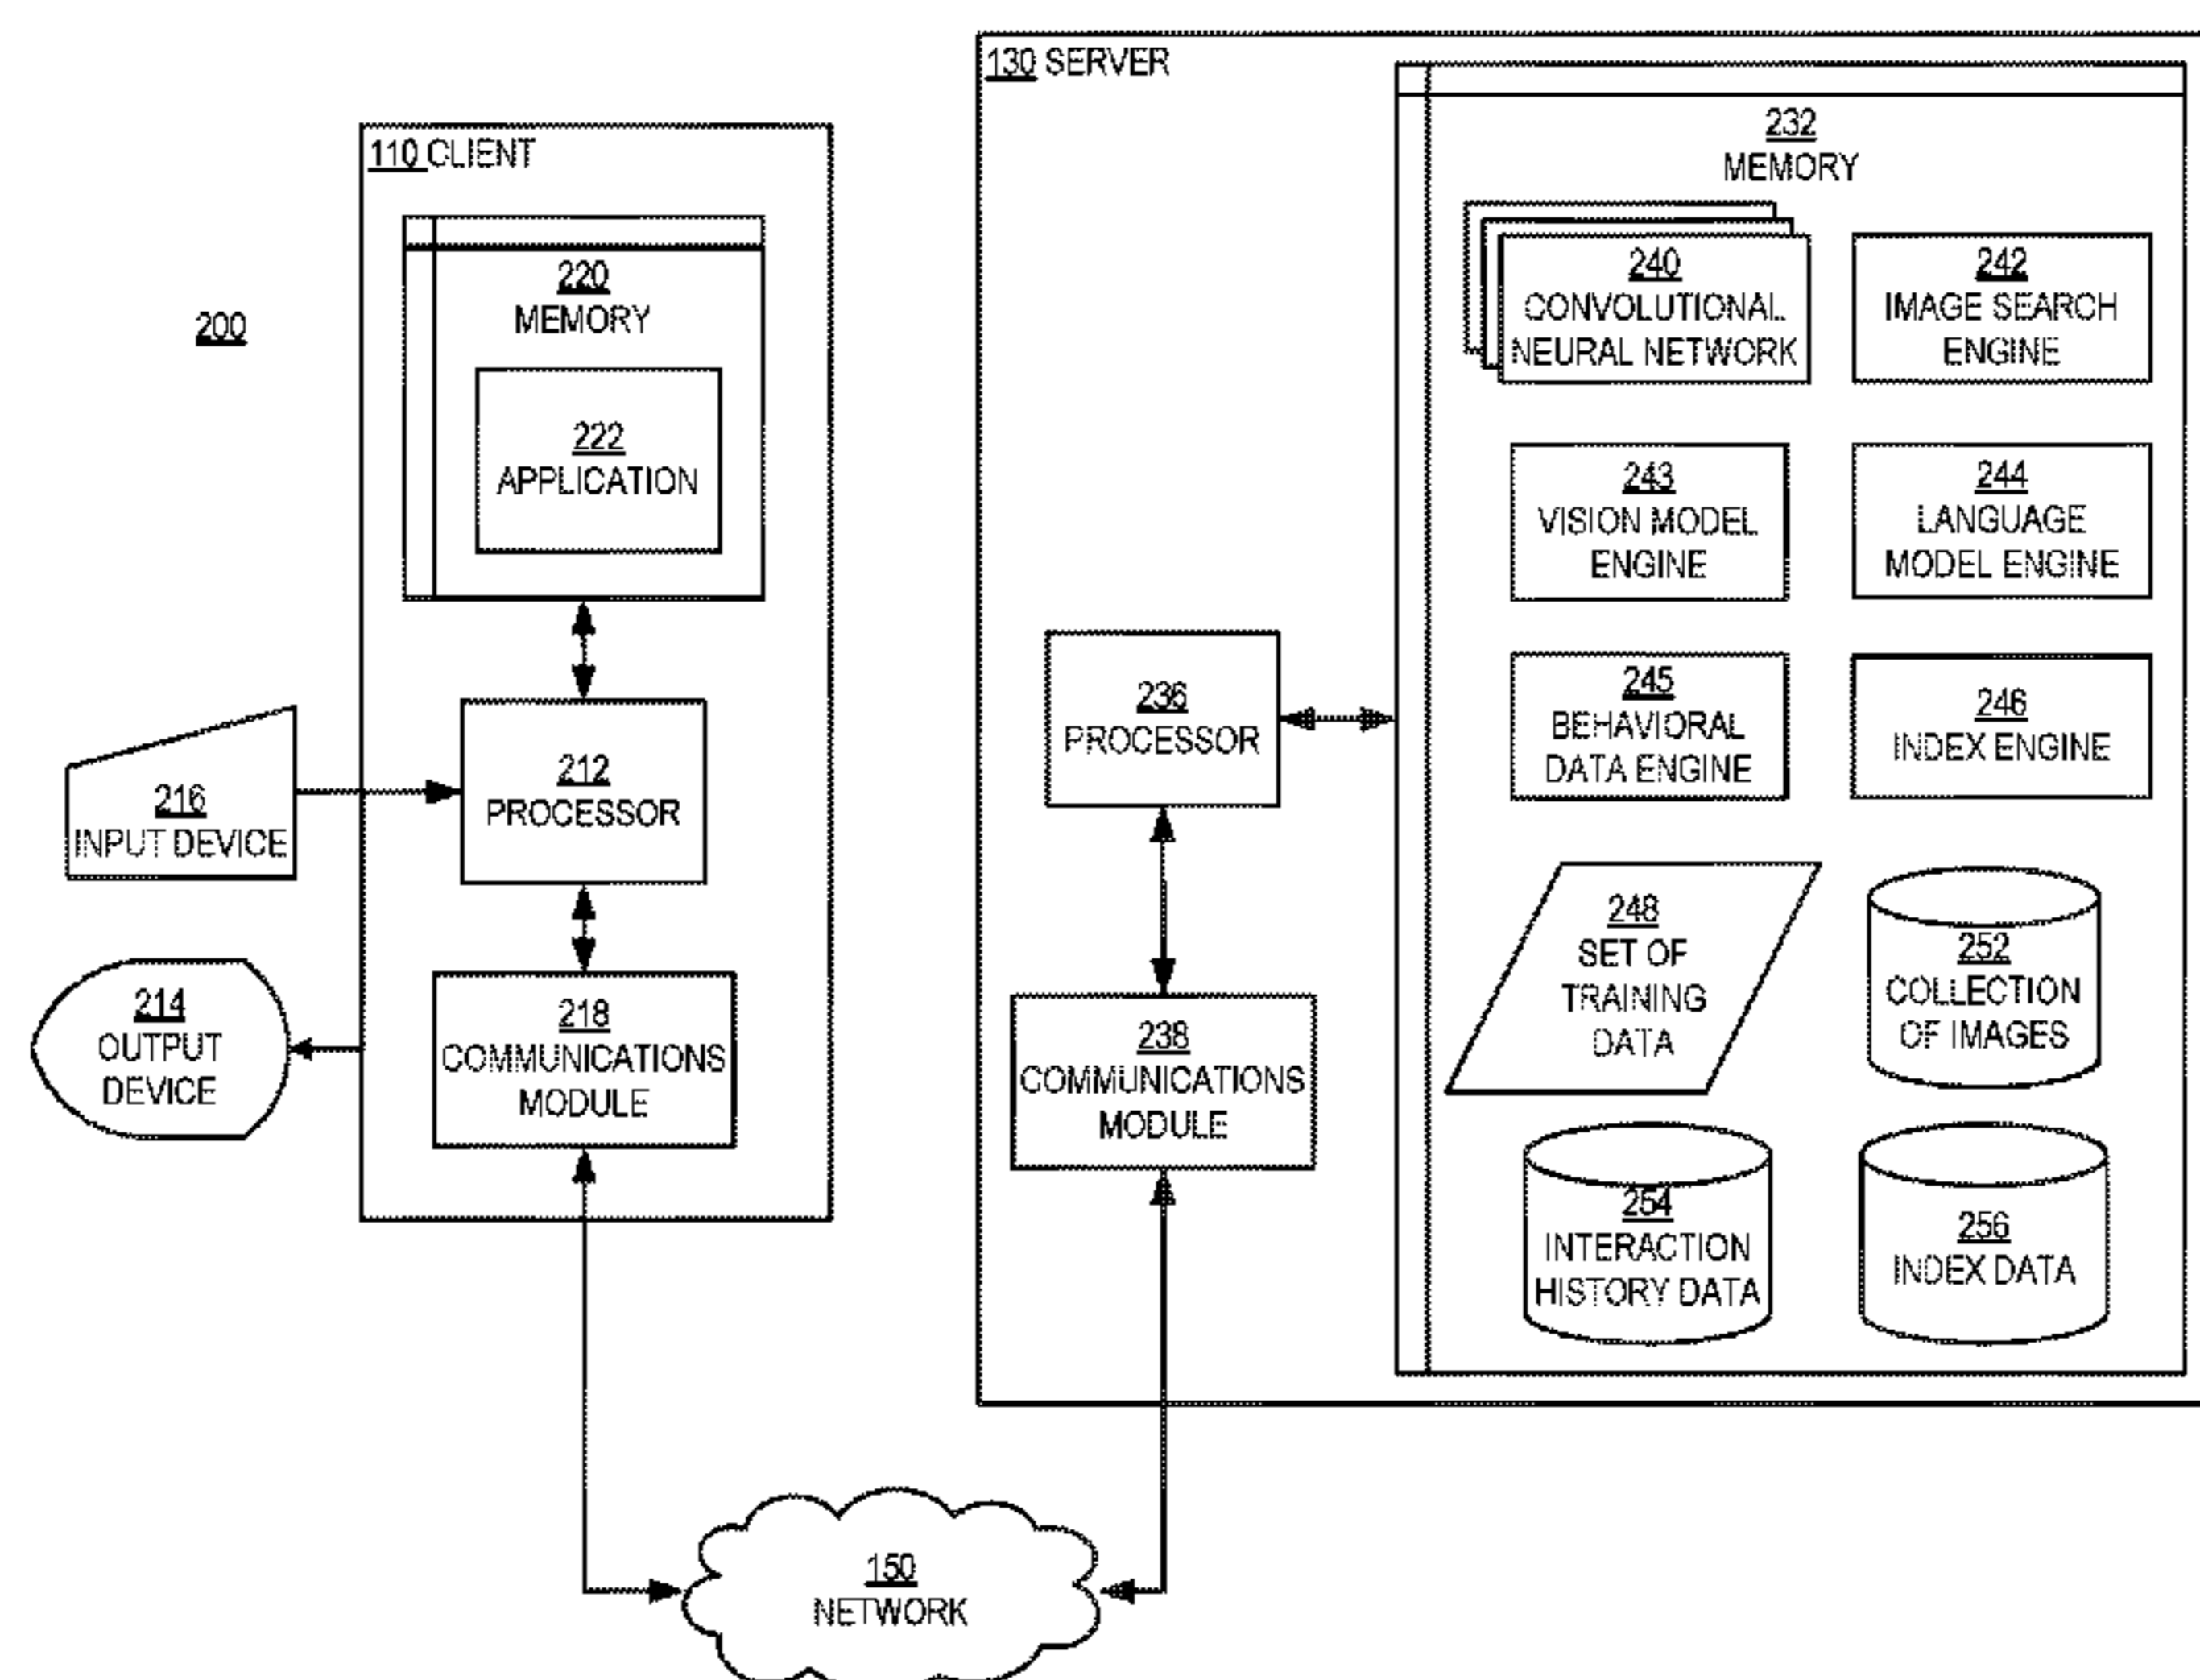 200
110 CLIENT
220
MEMORY
222
APPLICATION
216
INPUT DEVICE
212
PROCESSOR
214
OUTPUT
DEVICE
218
COMMUNICATIONS
MODULE
130 SERVER
232
MEMORY
240
CONVOLUTIONAL
NEURAL NETWORK
242
IMAGE SEARCH
ENGINE
243
VISION MODEL
ENGINE
244
LANGUAGE
MODEL ENGINE
236
PROCESSOR
245
BEHAVIORAL
DATA ENGINE
246
INDEX ENGINE
238
COMMUNICATIONS
MODULE
248
SET OF
TRAINING
DATA
252
COLLECTION
OF IMAGES
254
INTERACTION
HISTORY DATA
256
INDEX DATA
150
NETWORK